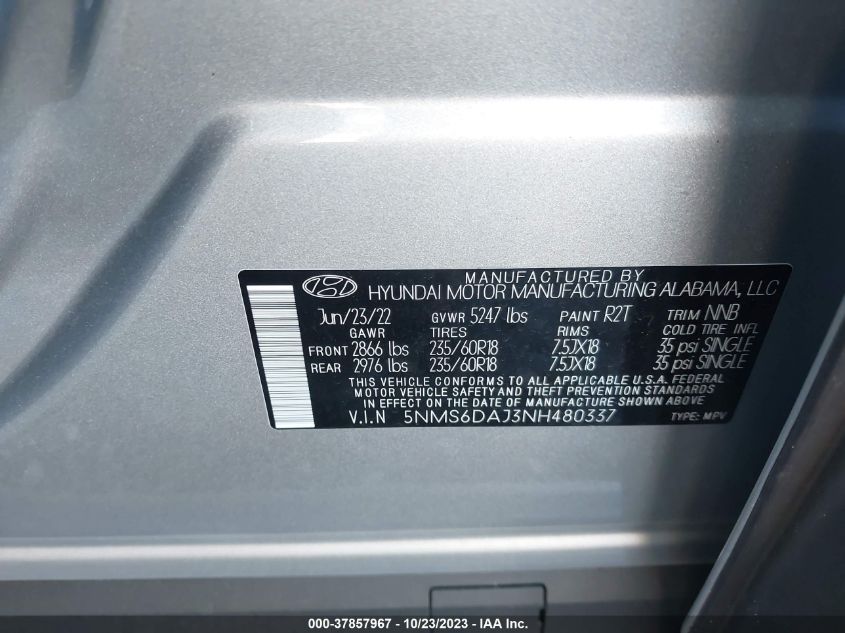 MANUFACTURED BY
HYUNDAI MOTOR MANUFACTURING ALABAMA, LLC
Jun/23/22 GVWR 5247 lbs PAINT R2T TRIM NNB
GAWR TIRES RIMS COLD TIRE INFL
FRONT 2866 lbs 235/60R18 7.5JX18 35 psi SINGLE
REAR 2976 lbs 235/60R18 7.5JX18 35 psi SINGLE
THIS VEHICLE CONFORMS TO ALL APPLICABLE U.S.A. FEDERAL
MOTOR VEHICLE SAFETY AND THEFT PREVENTION STANDARDS
IN EFFECT ON THE DATE OF MANUFACTURE SHOWN ABOVE
V.I.N 5NMS6DAJ3NH480337 TYPE: MPV
000-37857967 - 10/23/2023 - IAA Inc.